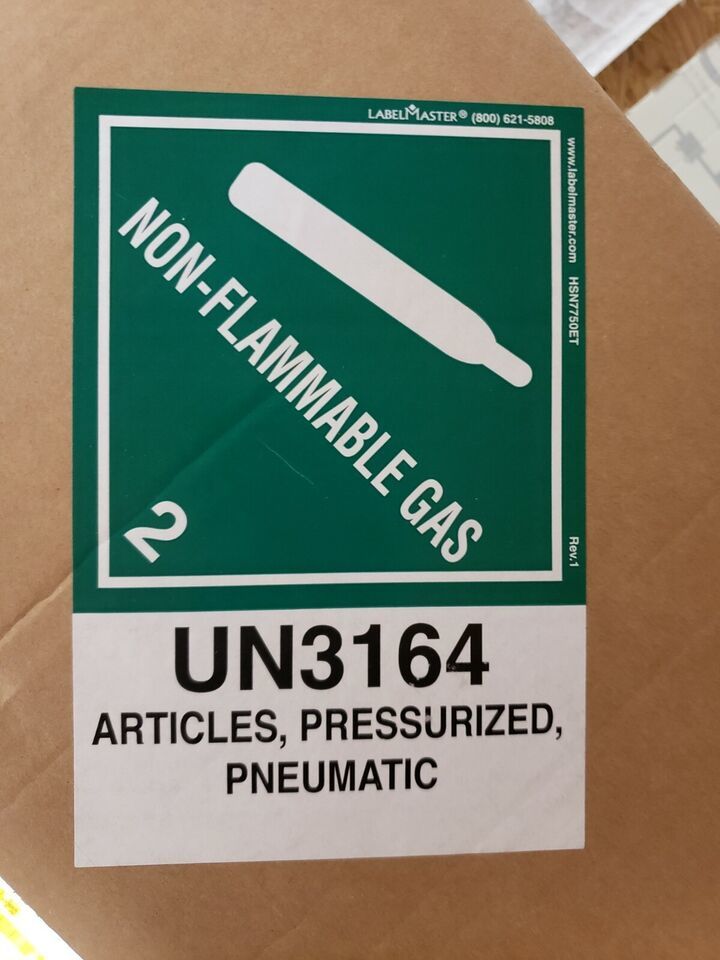 LABELMASTER® (800) 621-5808
www.labelmaster.com HSN7750ET Rev.1
NON-FLAMMABLE GAS
2
UN3164
ARTICLES, PRESSURIZED,
PNEUMATIC